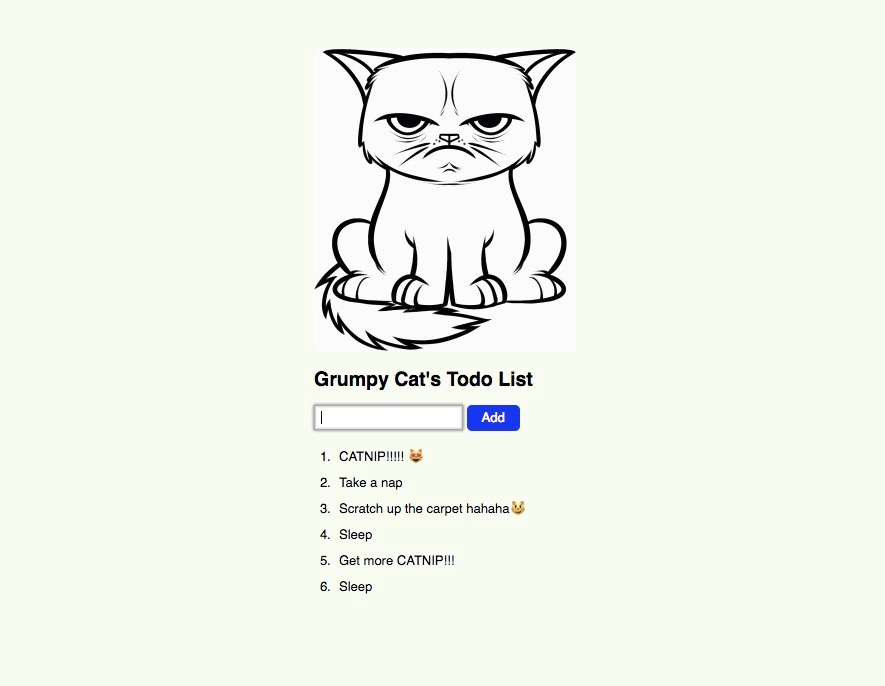 Grumpy Cat's Todo List
Add
1. CATNIP!!!!! 😻
2. Take a nap
3. Scratch up the carpet hahaha😼
4. Sleep
5. Get more CATNIP!!!
6. Sleep